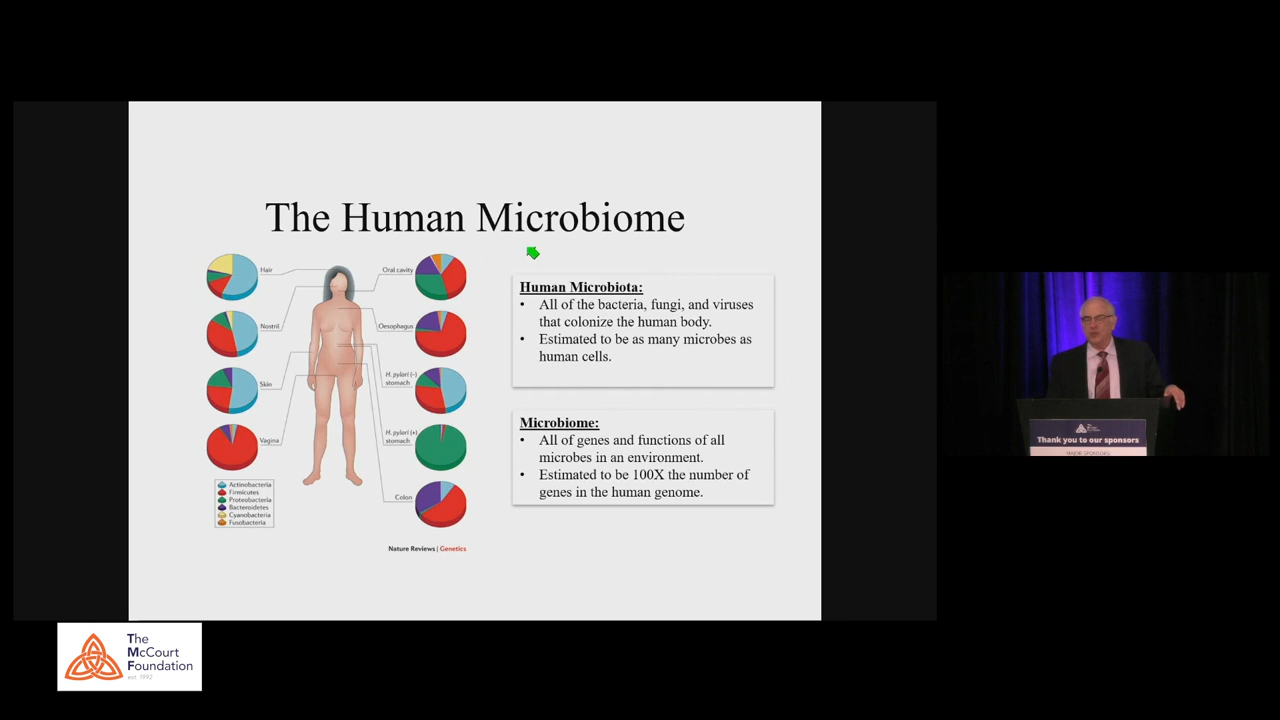 The Human Microbiome
Hair
Oral cavity
Nostril
Oesophagus
Skin
H. pylori (–)
stomach
Vagina
H. pylori (+)
stomach
Colon
Actinobacteria
Firmicutes
Proteobacteria
Bacteroidetes
Cyanobacteria
Fusobacteria
Nature Reviews | Genetics
Human Microbiota:
• All of the bacteria, fungi, and viruses
that colonize the human body.
• Estimated to be as many microbes as
human cells.
Microbiome:
• All of genes and functions of all
microbes in an environment.
• Estimated to be 100X the number of
genes in the human genome.
Thank you to our sponsors
MAJOR SPONSORS:
The
McCourt
Foundation
est. 1992